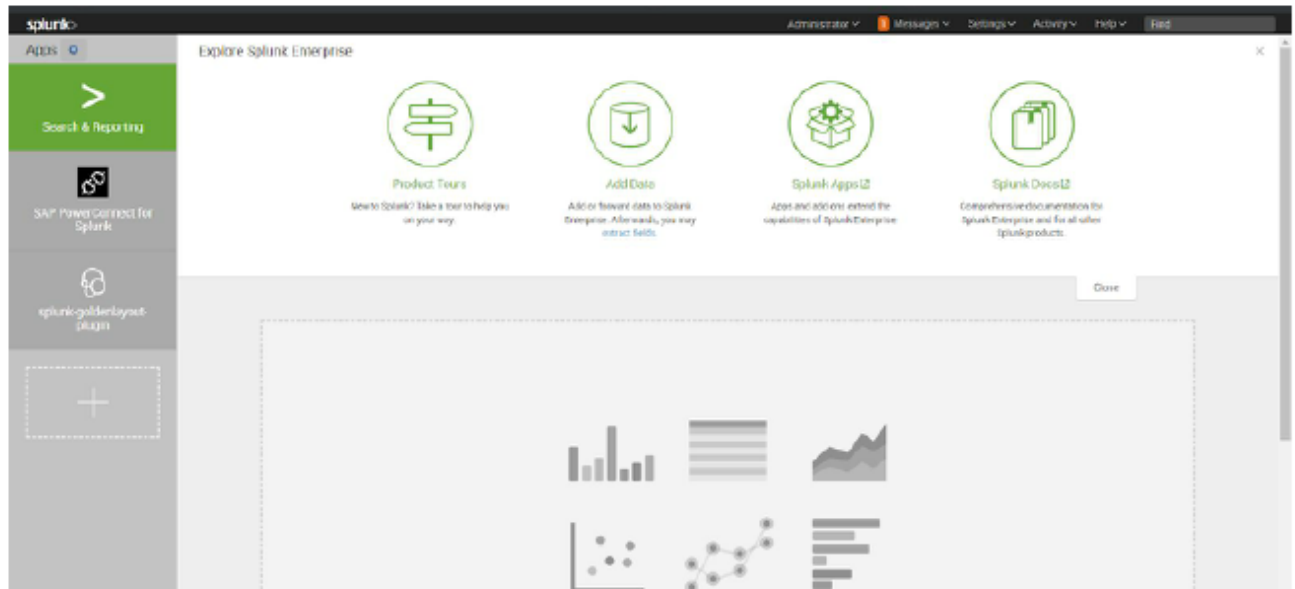 splunk>
Administrator
Messages
Settings
Activity
Help
Find
Apps
Explore Splunk Enterprise
Search & Reporting
SAP PowerConnect for
Splunk
splunk-goldenlayout-
plugin
Product Tours
New to Splunk? Take a tour to help you
on your way.
Add Data
Add or forward data to Splunk
Enterprise. Afterwards, you may
extract fields.
Splunk Apps
Apps and add-ons extend the
capabilities of Splunk Enterprise.
Splunk Docs
Comprehensive documentation for
Splunk Enterprise and for all other
Splunk products.
Close